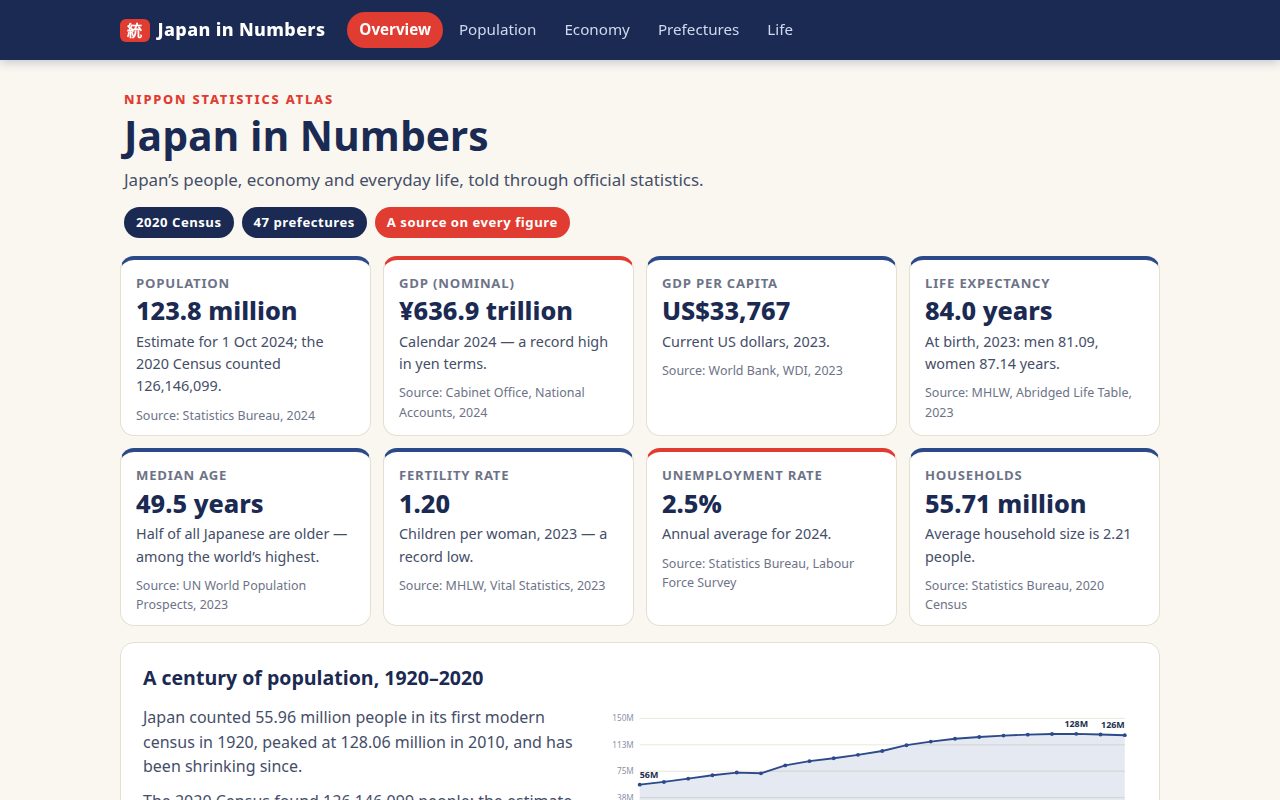 統 Japan in Numbers Overview Population Economy Prefectures Life
NIPPON STATISTICS ATLAS
Japan in Numbers
Japan’s people, economy and everyday life, told through official statistics.
2020 Census 47 prefectures A source on every figure
POPULATION
123.8 million
Estimate for 1 Oct 2024; the
2020 Census counted
126,146,099.
Source: Statistics Bureau, 2024
GDP (NOMINAL)
¥636.9 trillion
Calendar 2024 — a record high
in yen terms.
Source: Cabinet Office, National
Accounts, 2024
GDP PER CAPITA
US$33,767
Current US dollars, 2023.
Source: World Bank, WDI, 2023
LIFE EXPECTANCY
84.0 years
At birth, 2023: men 81.09,
women 87.14 years.
Source: MHLW, Abridged Life Table,
2023
MEDIAN AGE
49.5 years
Half of all Japanese are older —
among the world’s highest.
Source: UN World Population
Prospects, 2023
FERTILITY RATE
1.20
Children per woman, 2023 — a
record low.
Source: MHLW, Vital Statistics, 2023
UNEMPLOYMENT RATE
2.5%
Annual average for 2024.
Source: Statistics Bureau, Labour
Force Survey
HOUSEHOLDS
55.71 million
Average household size is 2.21
people.
Source: Statistics Bureau, 2020
Census
A century of population, 1920–2020
Japan counted 55.96 million people in its first modern
census in 1920, peaked at 128.06 million in 2010, and has
been shrinking since.
The 2020 Census found 126,146,099 people; the estimate
150M
113M
75M
38M
56M
128M
126M